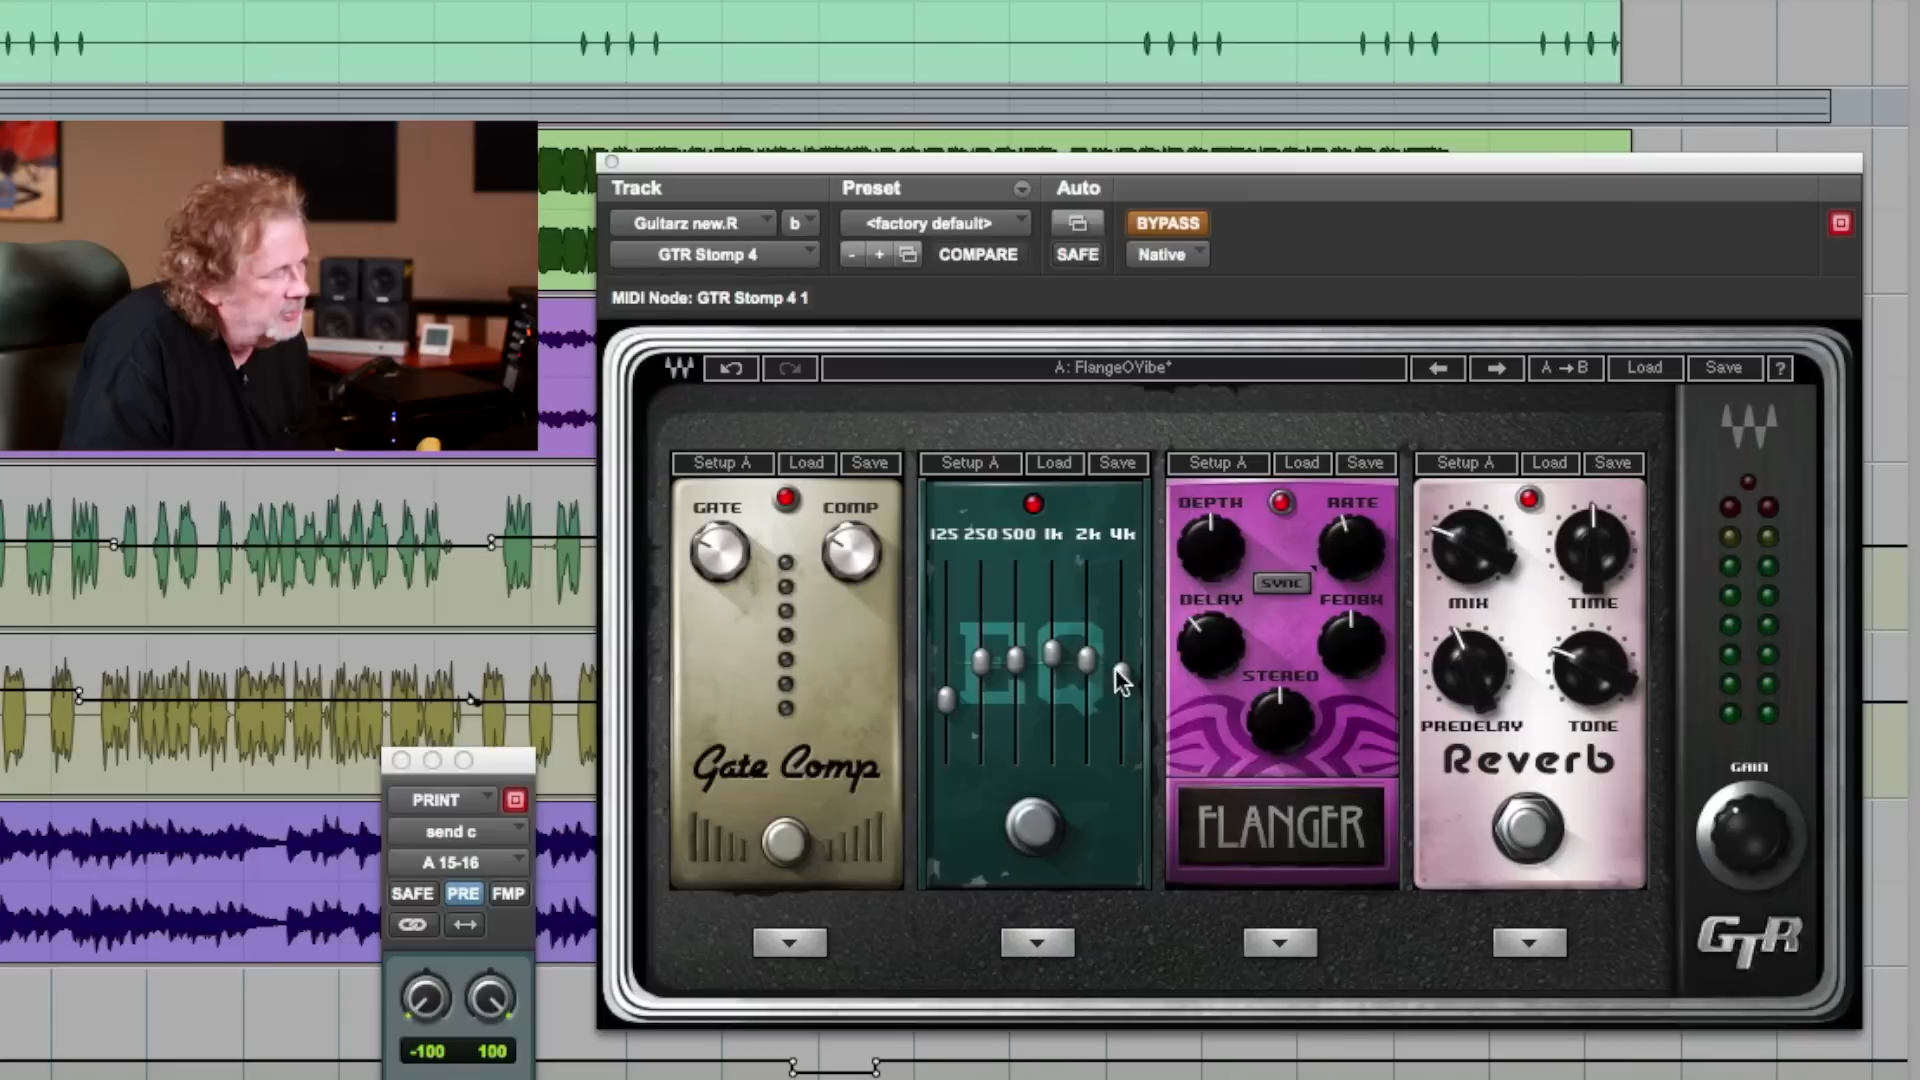 Track Preset Auto
Guitarz new.R b <factory default> BYPASS
GTR Stomp 4 - + COMPARE SAFE Native
MIDI Node: GTR Stomp 4 1
A: FlangeOVibe* A→B Load Save ?
Setup A Load Save Setup A Load Save Setup A Load Save Setup A Load Save
GATE COMP
Gate Comp
125 250 500 1k 2k 4k
EQ
DEPTH RATE
SYNC
DELAY FEDBK
STEREO
FLANGER
MIX TIME
PREDELAY TONE
Reverb
GAIN
GTR
PRINT
send c
A 15-16
SAFE PRE FMP
-100 100